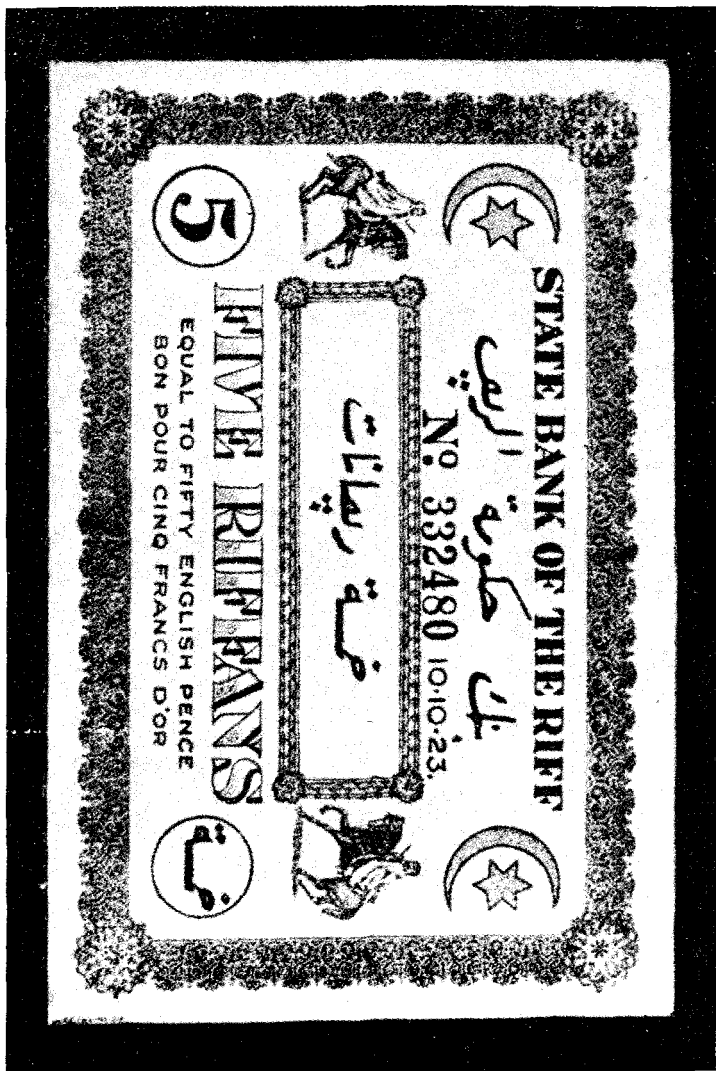 STATE BANK OF THE RIFF
بنك حكومة الريف
Nº 332480 10·10·23.
خمسة ريفانات
FIVE RIFFANS
5
خمسة
EQUAL TO FIFTY ENGLISH PENCE
BON POUR CINQ FRANCS D'OR